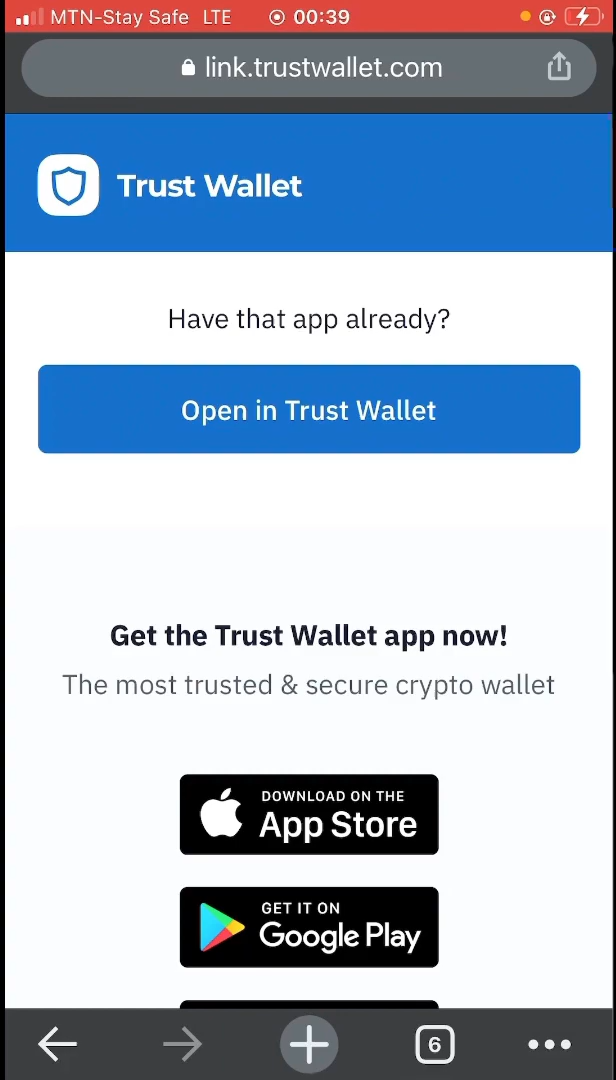 MTN-Stay Safe LTE 00:39
link.trustwallet.com
Trust Wallet
Have that app already?
Open in Trust Wallet
Get the Trust Wallet app now!
The most trusted & secure crypto wallet
DOWNLOAD ON THE
App Store
GET IT ON
Google Play
6